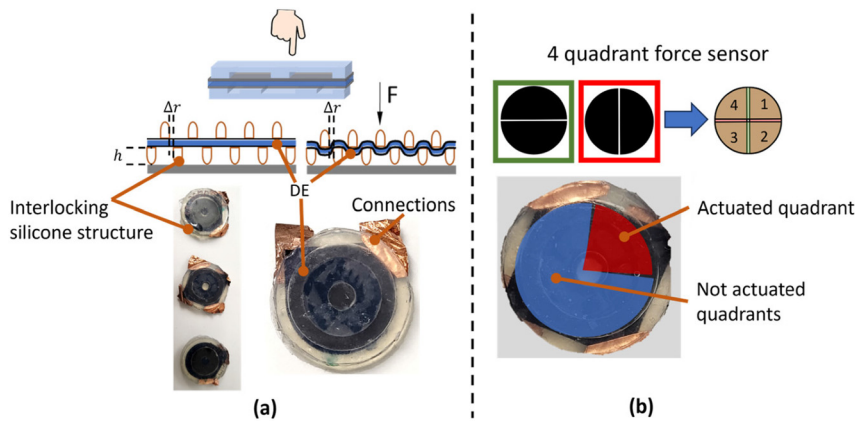 Δr
Δr
F
h
DE
Interlocking
silicone structure
Connections
(a)
4 quadrant force sensor
4 1
3 2
Actuated quadrant
Not actuated
quadrants
(b)